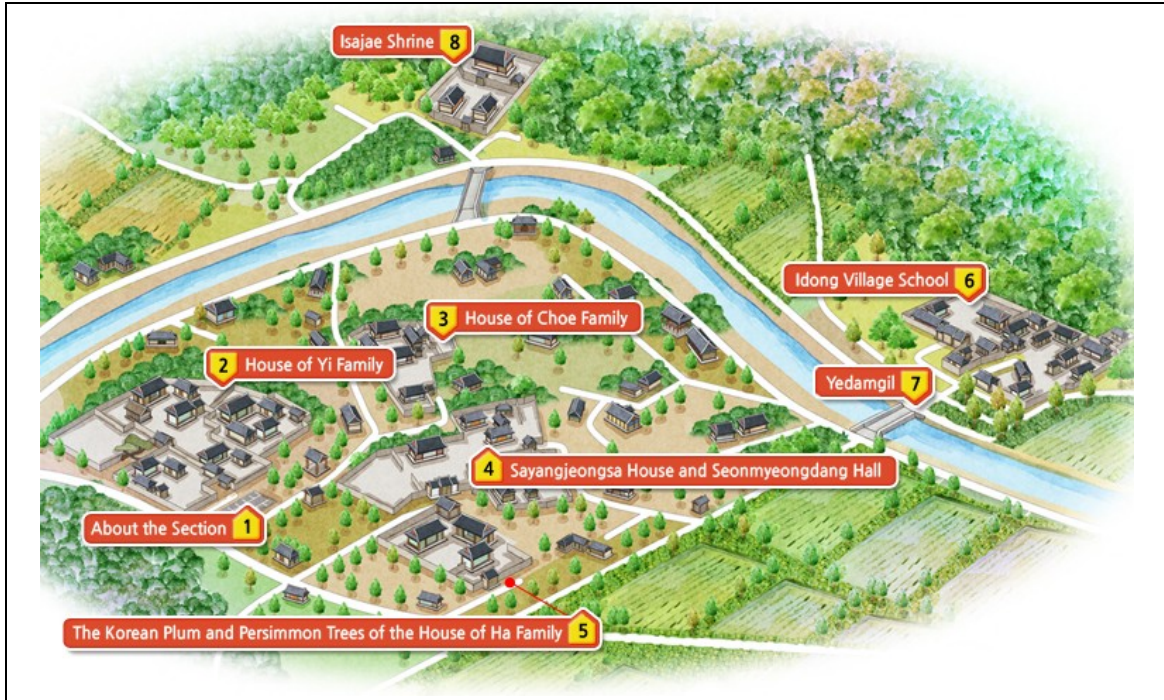 Isajae Shrine 8
Idong Village School 6
3 House of Choe Family
2 House of Yi Family
Yedamgil 7
4 Sayangjeongsa House and Seonmyeongdang Hall
About the Section 1
The Korean Plum and Persimmon Trees of the House of Ha Family 5